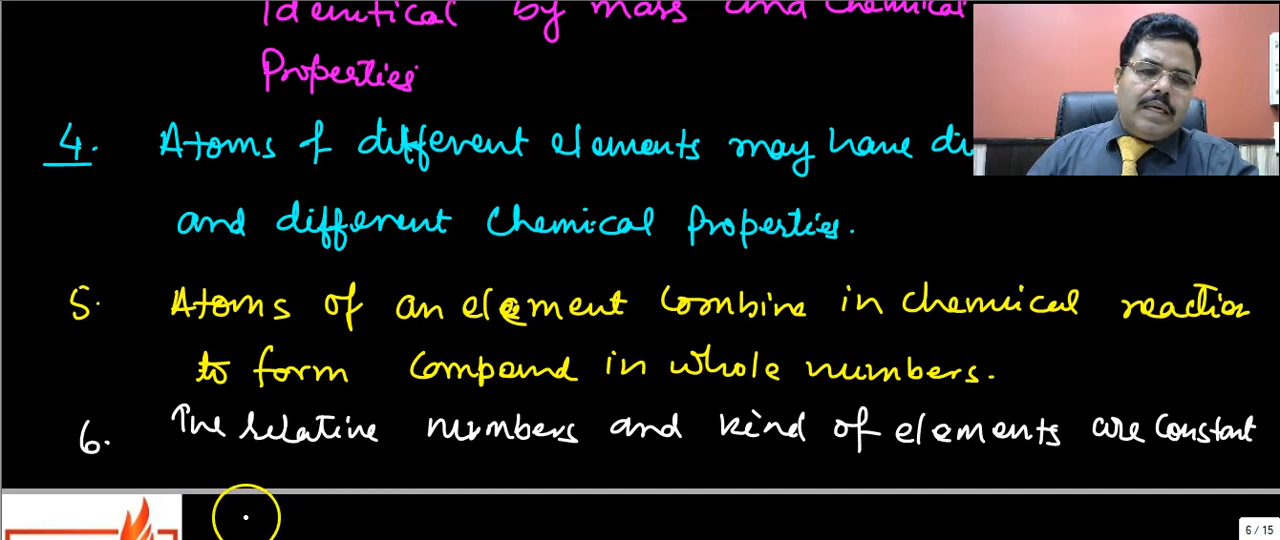 Identical by mass and Chemical
Properties
4. Atoms of different elements may have
and different Chemical Properties.
5. Atoms of an element combine in chemical reaction
to form compound in whole numbers.
6. The relative numbers and kind of elements are constant
6 / 15